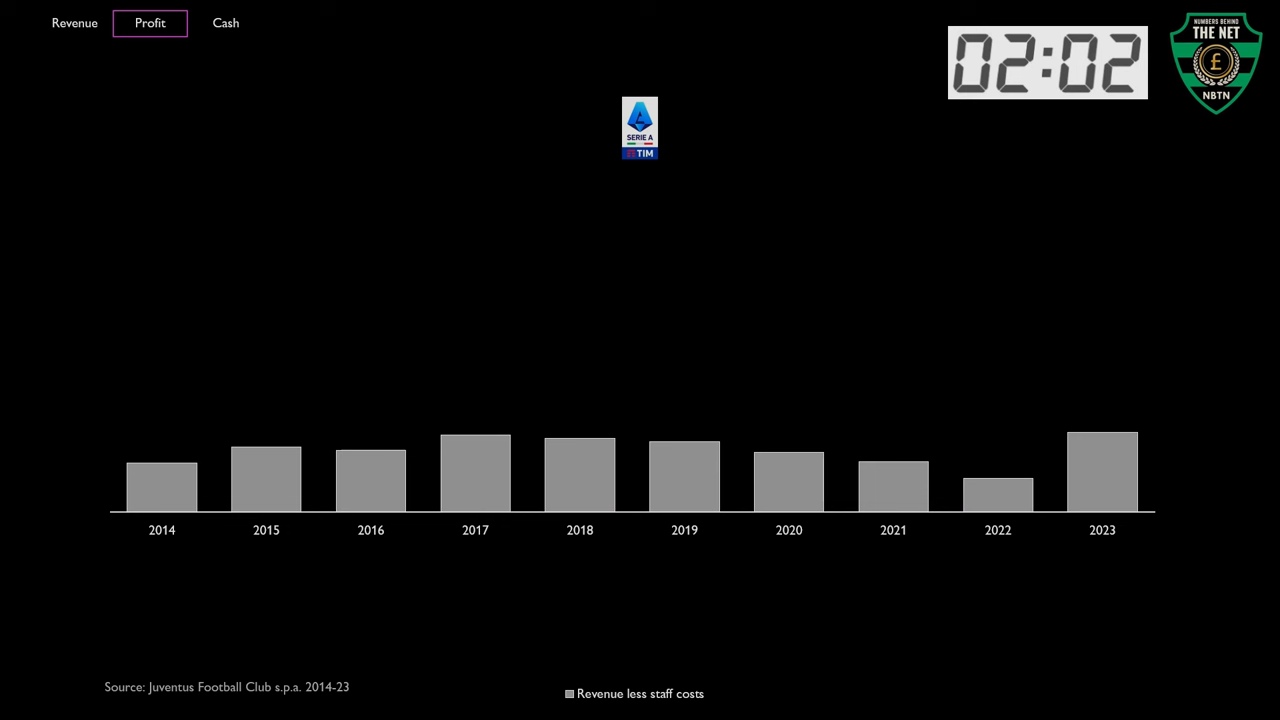 Revenue
Profit
Cash
02:02
NUMBERS BEHIND
THE NET
£
NBTN
SERIE A
TIM
2014
2015
2016
2017
2018
2019
2020
2021
2022
2023
Source: Juventus Football Club s.p.a. 2014-23
Revenue less staff costs